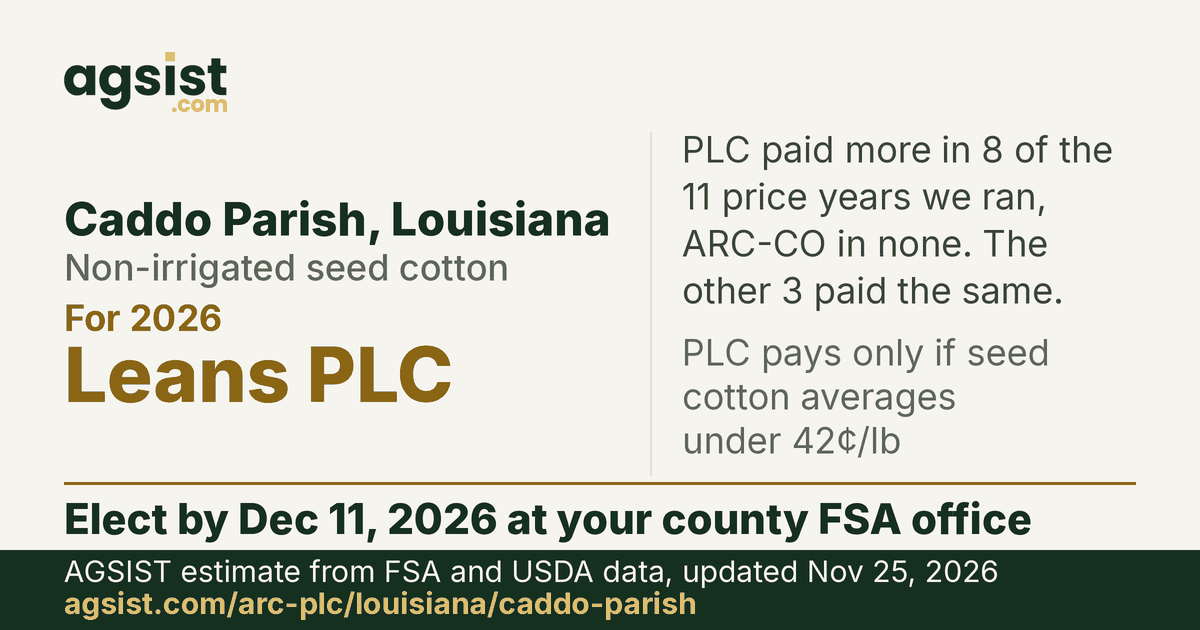 agsist
.com
Caddo Parish, Louisiana
Non-irrigated seed cotton
For 2026
Leans PLC
PLC paid more in 8 of the
11 price years we ran,
ARC-CO in none. The
other 3 paid the same.
PLC pays only if seed
cotton averages
under 42¢/lb
Elect by Dec 11, 2026 at your county FSA office
AGSIST estimate from FSA and USDA data, updated Nov 25, 2026
agsist.com/arc-plc/louisiana/caddo-parish